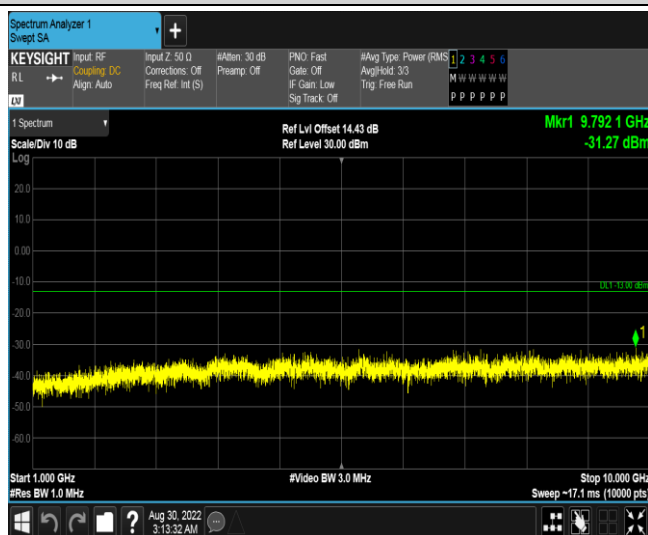 Spectrum Analyzer 1
Swept SA
+
KEYSIGHT
RL
LXI
Input: RF
Coupling: DC
Align: Auto
Input Z: 50 Ω
Corrections: Off
Freq Ref: Int (S)
#Atten: 30 dB
Preamp: Off
PNO: Fast
Gate: Off
IF Gain: Low
Sig Track: Off
#Avg Type: Power (RMS
Avg|Hold: 3/3
Trig: Free Run
1 2 3 4 5 6
M W W W W W
P P P P P P
1 Spectrum
Scale/Div 10 dB
Ref Lvl Offset 14.43 dB
Ref Level 30.00 dBm
Mkr1 9.792 1 GHz
-31.27 dBm
Log
20.0
10.0
0.00
-10.0
DL1 -13.00 dBm
-20.0
-30.0
1
-40.0
-50.0
-60.0
Start 1.000 GHz
#Res BW 1.0 MHz
#Video BW 3.0 MHz
Stop 10.000 GHz
Sweep ~17.1 ms (10000 pts)
?
Aug 30, 2022
3:13:32 AM